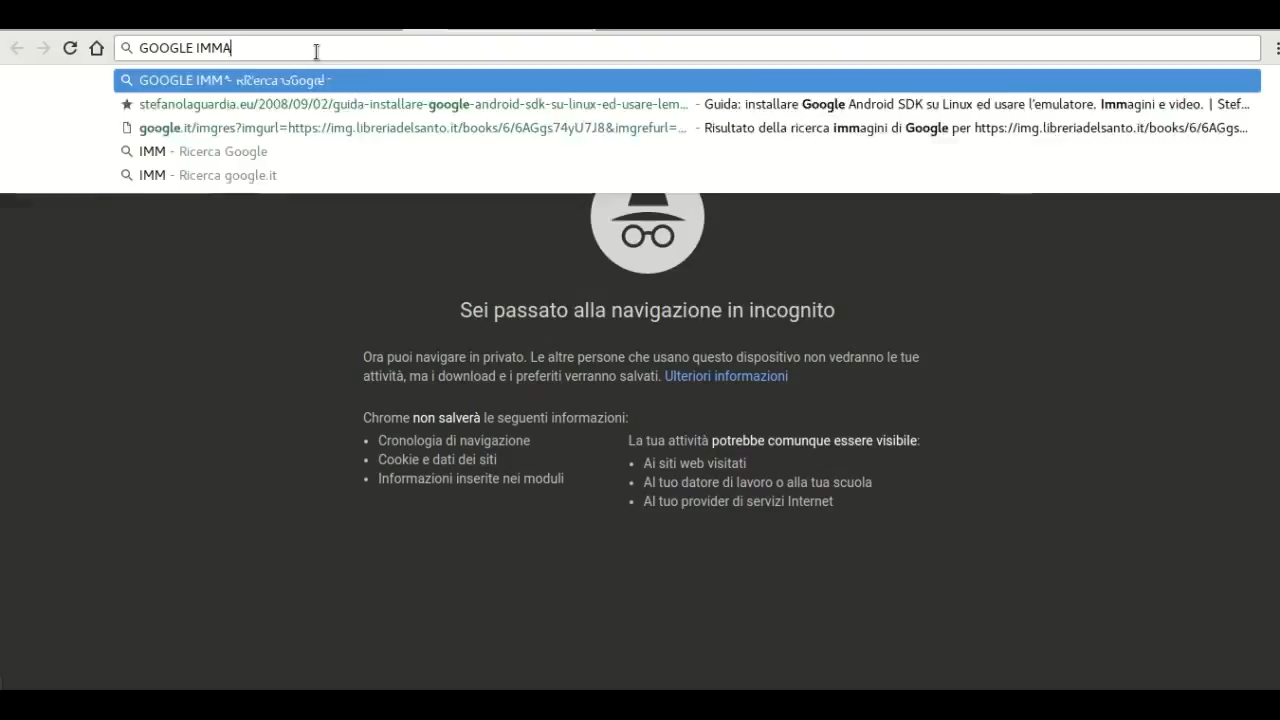 GOOGLE IMMA
GOOGLE IMM - Ricerca Google
stefanolaguardia.eu/2008/09/02/guida-installare-google-android-sdk-su-linux-ed-usare-lem... - Guida: installare Google Android SDK su Linux ed usare l'emulatore. Immagini e video. | Stef...
google.it/imgres?imgurl=https://img.libreriadelsanto.it/books/6/6AGgs74yU7J8&imgrefurl=... - Risultato della ricerca immagini di Google per https://img.libreriadelsanto.it/books/6/6AGgs...
IMM - Ricerca Google
IMM - Ricerca google.it
Sei passato alla navigazione in incognito
Ora puoi navigare in privato. Le altre persone che usano questo dispositivo non vedranno le tue
attività, ma i download e i preferiti verranno salvati. Ulteriori informazioni
Chrome non salverà le seguenti informazioni:
• Cronologia di navigazione
• Cookie e dati dei siti
• Informazioni inserite nei moduli
La tua attività potrebbe comunque essere visibile:
• Ai siti web visitati
• Al tuo datore di lavoro o alla tua scuola
• Al tuo provider di servizi Internet